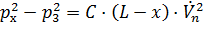 p_x^2 − p_3^2 = C · (L − x) · V̇_n^2